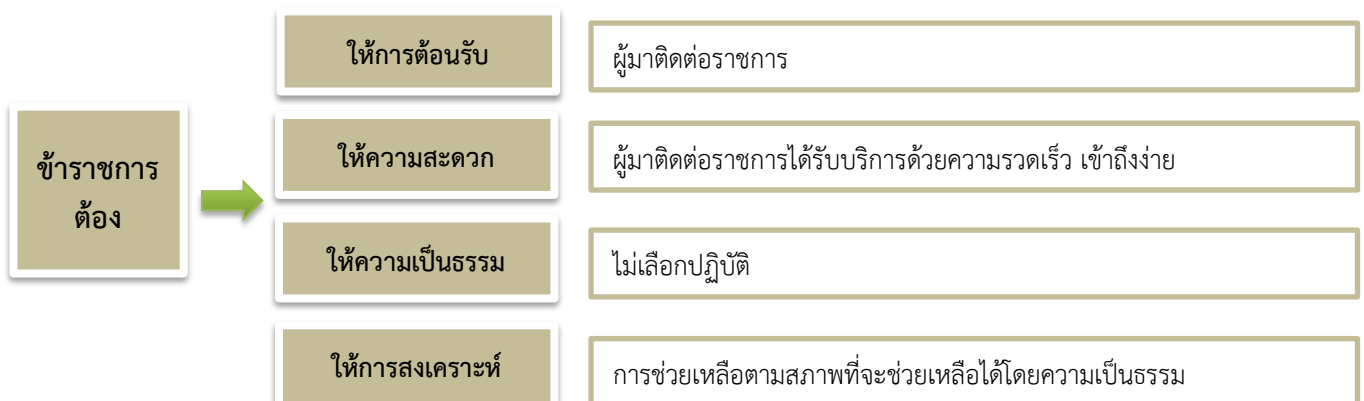 ให้การต้อนรับ
ผู้มาติดต่อราชการ
ข้าราชการ
ต้อง
ให้ความสะดวก
ผู้มาติดต่อราชการได้รับบริการด้วยความรวดเร็ว เข้าถึงง่าย
ให้ความเป็นธรรม
ไม่เลือกปฏิบัติ
ให้การสงเคราะห์
การช่วยเหลือตามสภาพที่จะช่วยเหลือได้โดยความเป็นธรรม